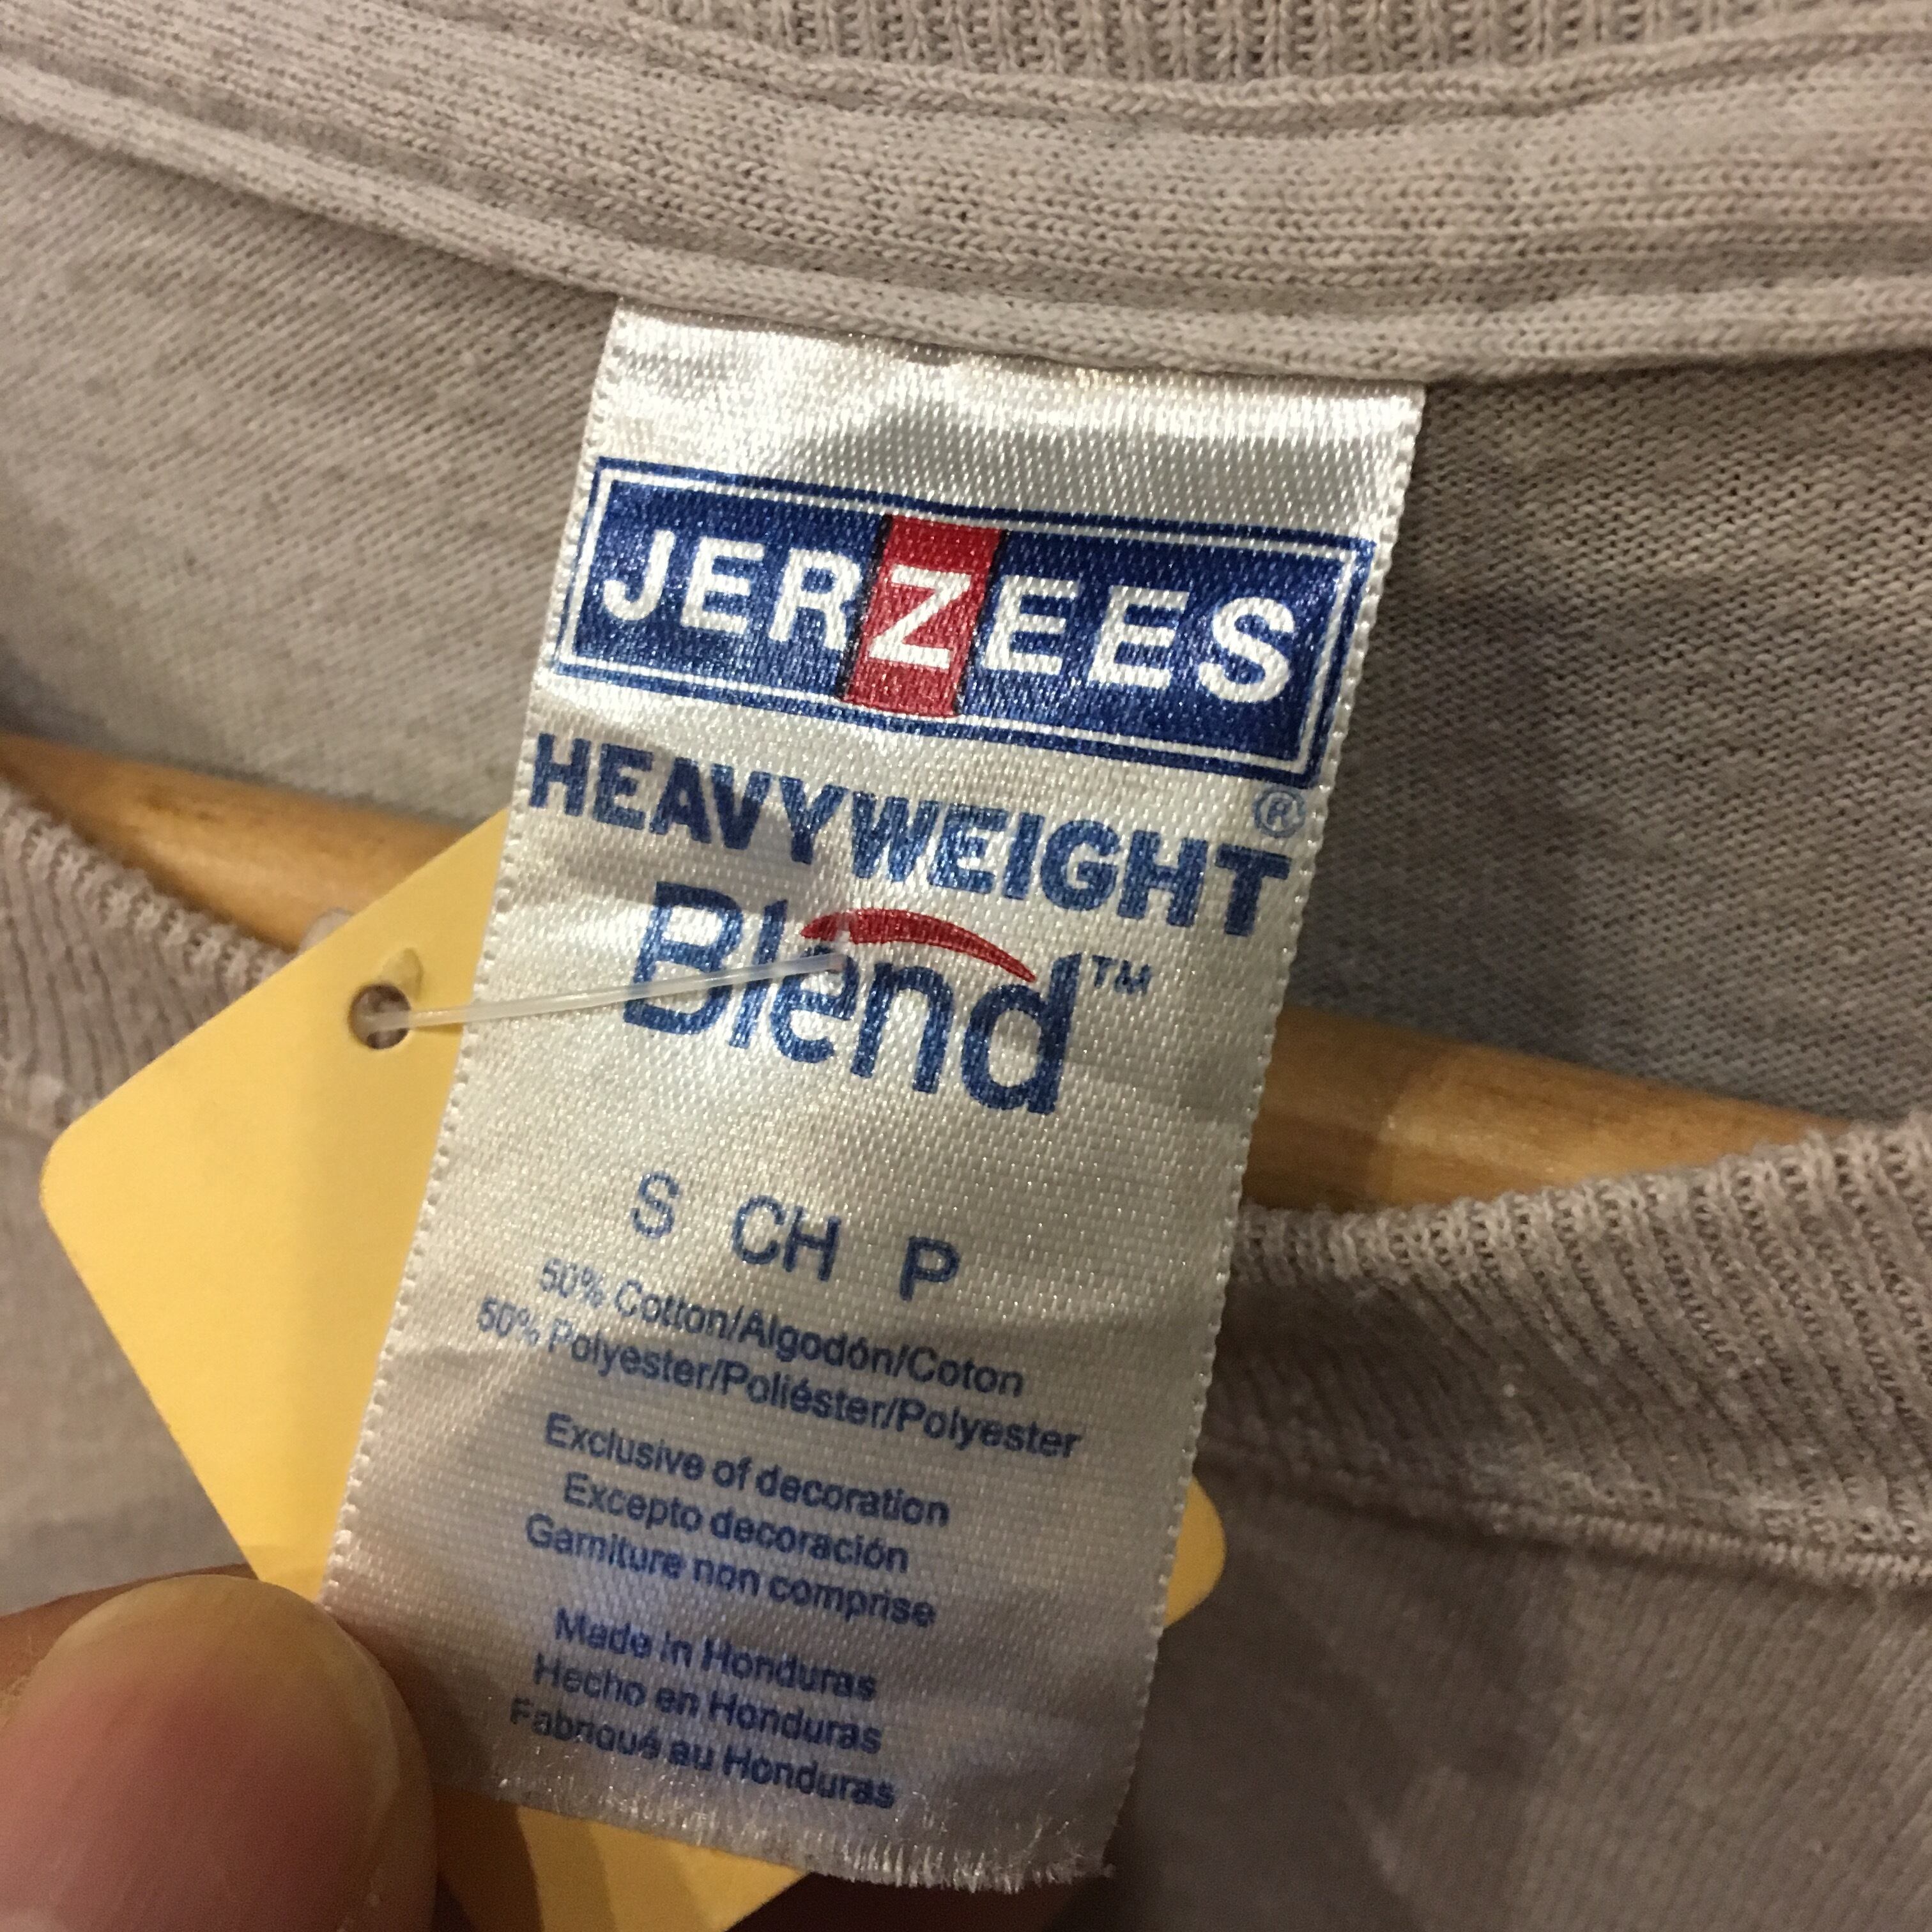 JERZEES
®
HEAVYWEIGHT
Blend™
S CH P
50% Cotton/Algodón/Coton
50% Polyester/Poliéster/Polyester
Exclusive of decoration
Excepto decoración
Garniture non comprise
Made in Honduras
Hecho en Honduras
Fabriqué au Honduras